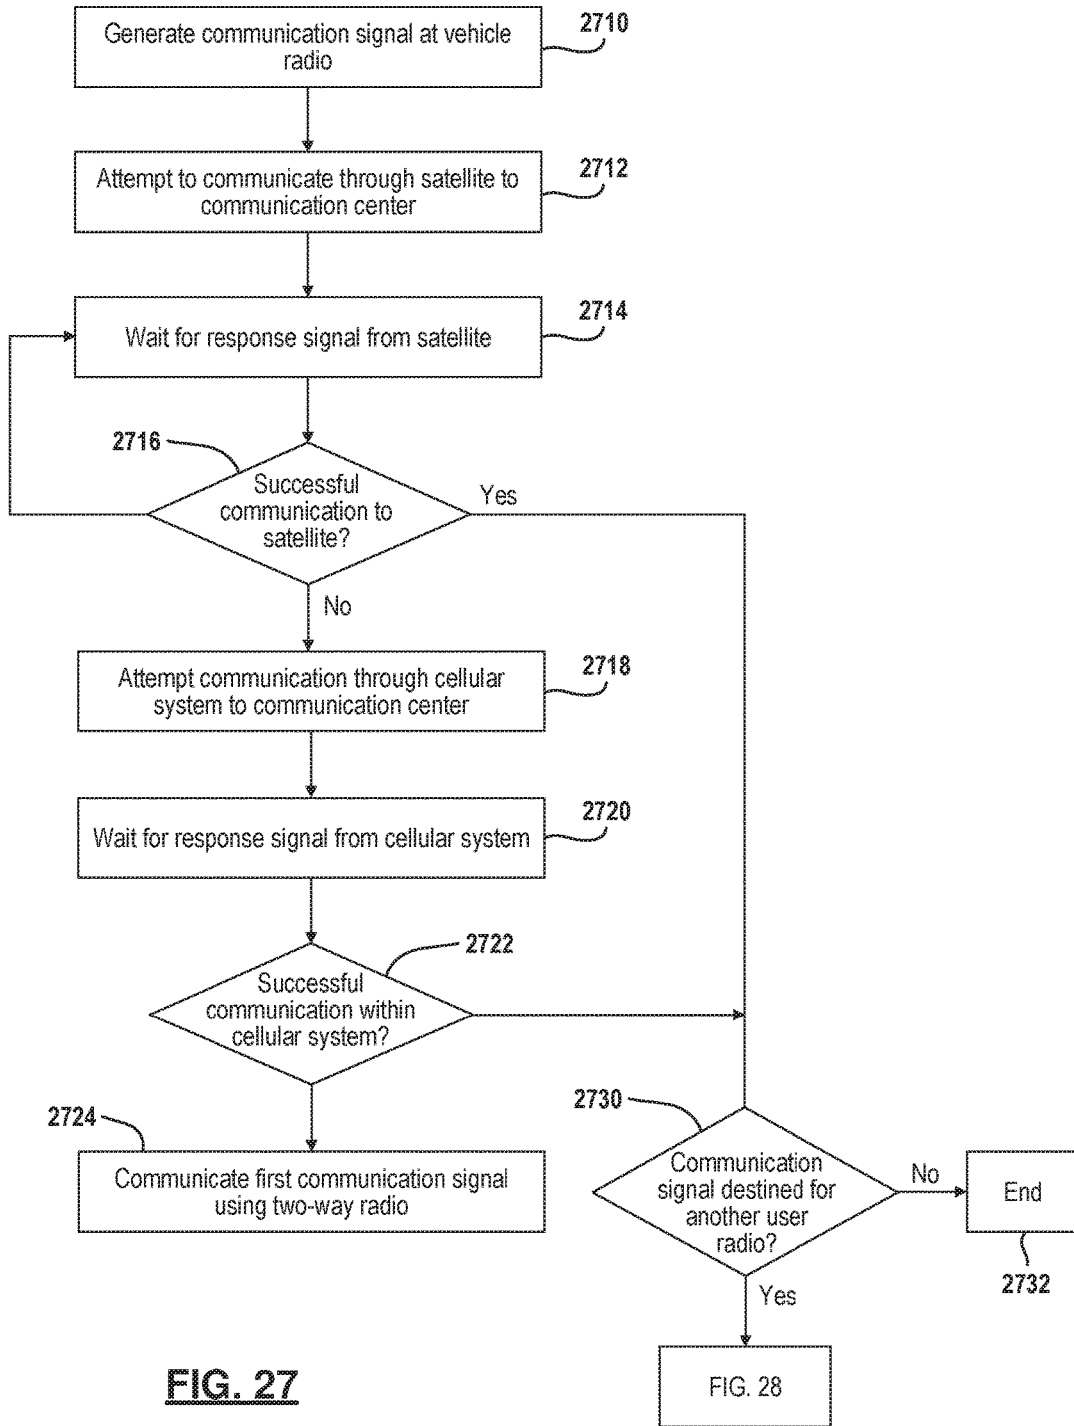 Generate communication signal at vehicle
radio
2710
Attempt to communicate through satellite to
communication center
2712
Wait for response signal from satellite
2714
2716
Successful
communication to
satellite?
Yes
No
Attempt communication through cellular
system to communication center
2718
Wait for response signal from cellular system
2720
2722
Successful
communication within
cellular system?
2724
Communicate first communication signal
using two-way radio
2730
Communication
signal destined for
another user
radio?
No
End
2732
Yes
FIG. 28
FIG. 27